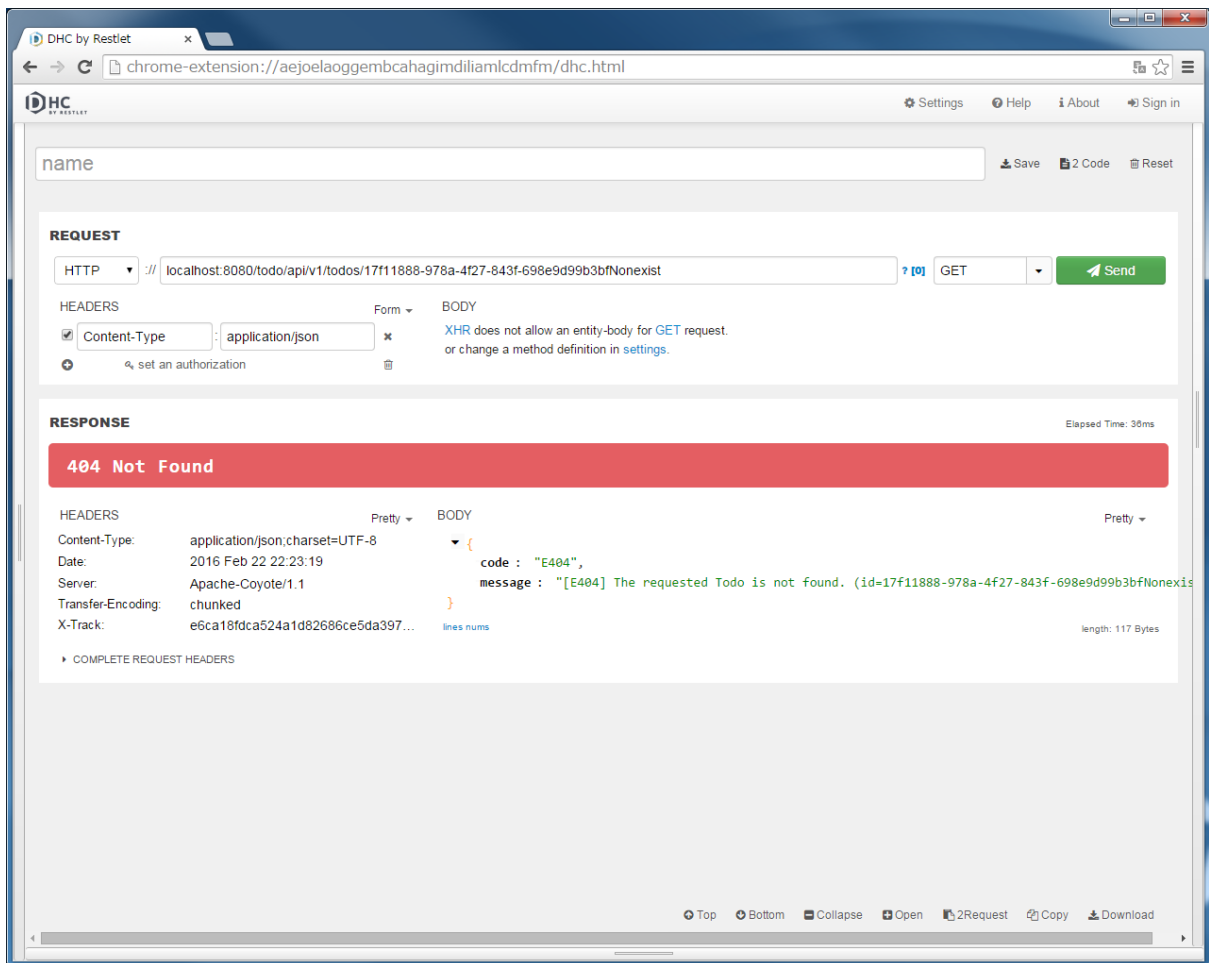 DHC by Restlet
chrome-extension://aejoelaoggembcahagimdiliamlcdmfm/dhc.html
DHC BY RESTLET Settings Help About Sign in
name Save 2 Code Reset
REQUEST
HTTP :// localhost:8080/todo/api/v1/todos/17f11888-978a-4f27-843f-698e9d99b3bfNonexist ? [0] GET Send
HEADERS Form BODY
Content-Type : application/json XHR does not allow an entity-body for GET request.
or change a method definition in settings.
set an authorization
RESPONSE Elapsed Time: 36ms
404 Not Found
HEADERS Pretty BODY Pretty
Content-Type: application/json;charset=UTF-8 {
Date: 2016 Feb 22 22:23:19 code : "E404",
Server: Apache-Coyote/1.1 message : "[E404] The requested Todo is not found. (id=17f11888-978a-4f27-843f-698e9d99b3bfNonexis
Transfer-Encoding: chunked }
X-Track: e6ca18fdca524a1d82686ce5da397... lines nums length: 117 Bytes
COMPLETE REQUEST HEADERS
Top Bottom Collapse Open 2Request Copy Download